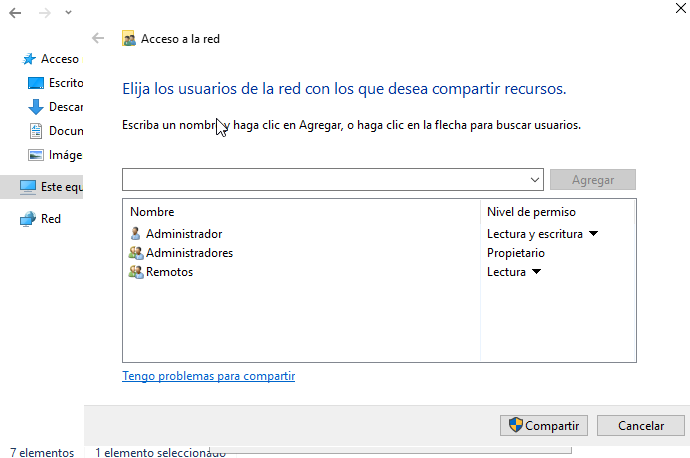 Acceso a la red
Acceso
Escrito
Descar
Docum
Imáge
Este equ
Red
Elija los usuarios de la red con los que desea compartir recursos.
Escriba un nombre y haga clic en Agregar, o haga clic en la flecha para buscar usuarios.
Agregar
Nombre Nivel de permiso
Administrador Lectura y escritura
Administradores Propietario
Remotos Lectura
Tengo problemas para compartir
Compartir Cancelar
7 elementos 1 elemento seleccionado